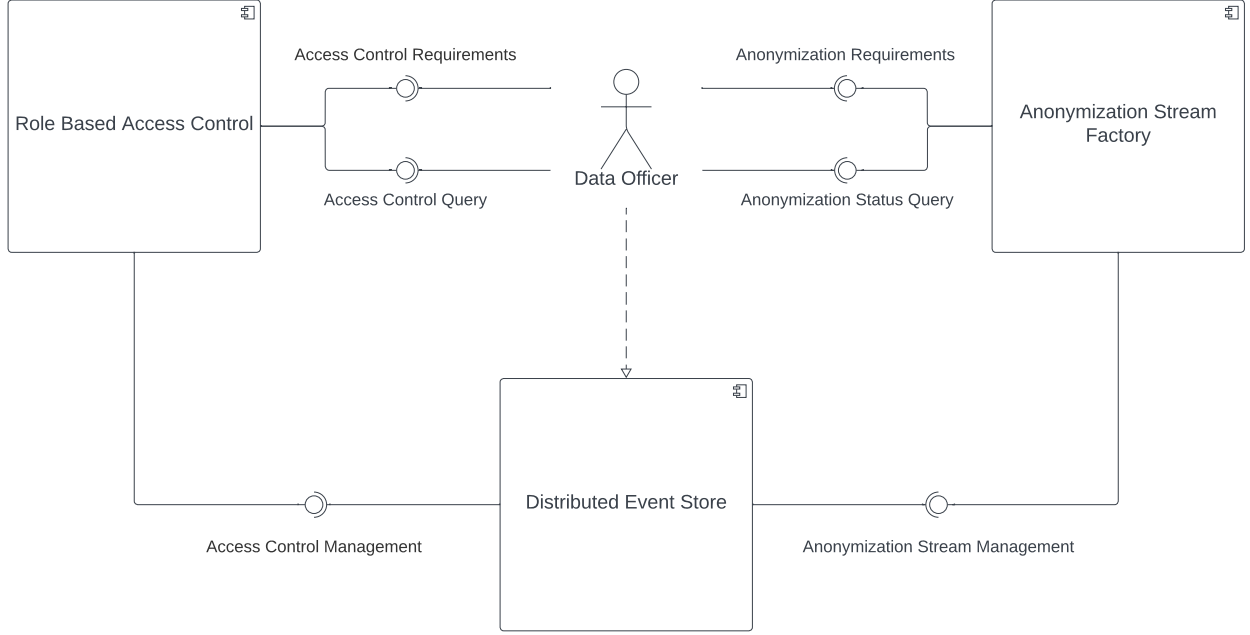 Access Control Requirements
Anonymization Requirements
Role Based Access Control
Anonymization Stream
Factory
Data Officer
Access Control Query
Anonymization Status Query
Distributed Event Store
Access Control Management
Anonymization Stream Management